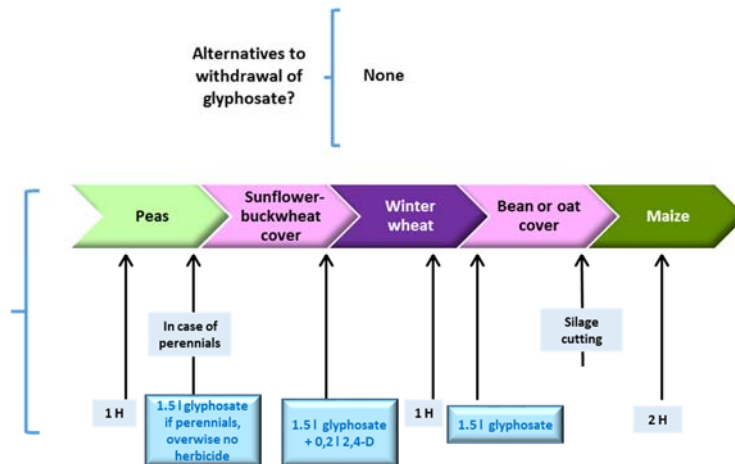 Alternatives to
withdrawal of
glyphosate?
None
Peas
Sunflower-
buckwheat
cover
Winter
wheat
Bean or oat
cover
Maize
In case of
perennials
Silage
cutting
1 H
1.5 l glyphosate
if perennials,
overwise no
herbicide
1.5 l glyphosate
+ 0,2 l 2,4-D
1 H
1.5 l glyphosate
2 H